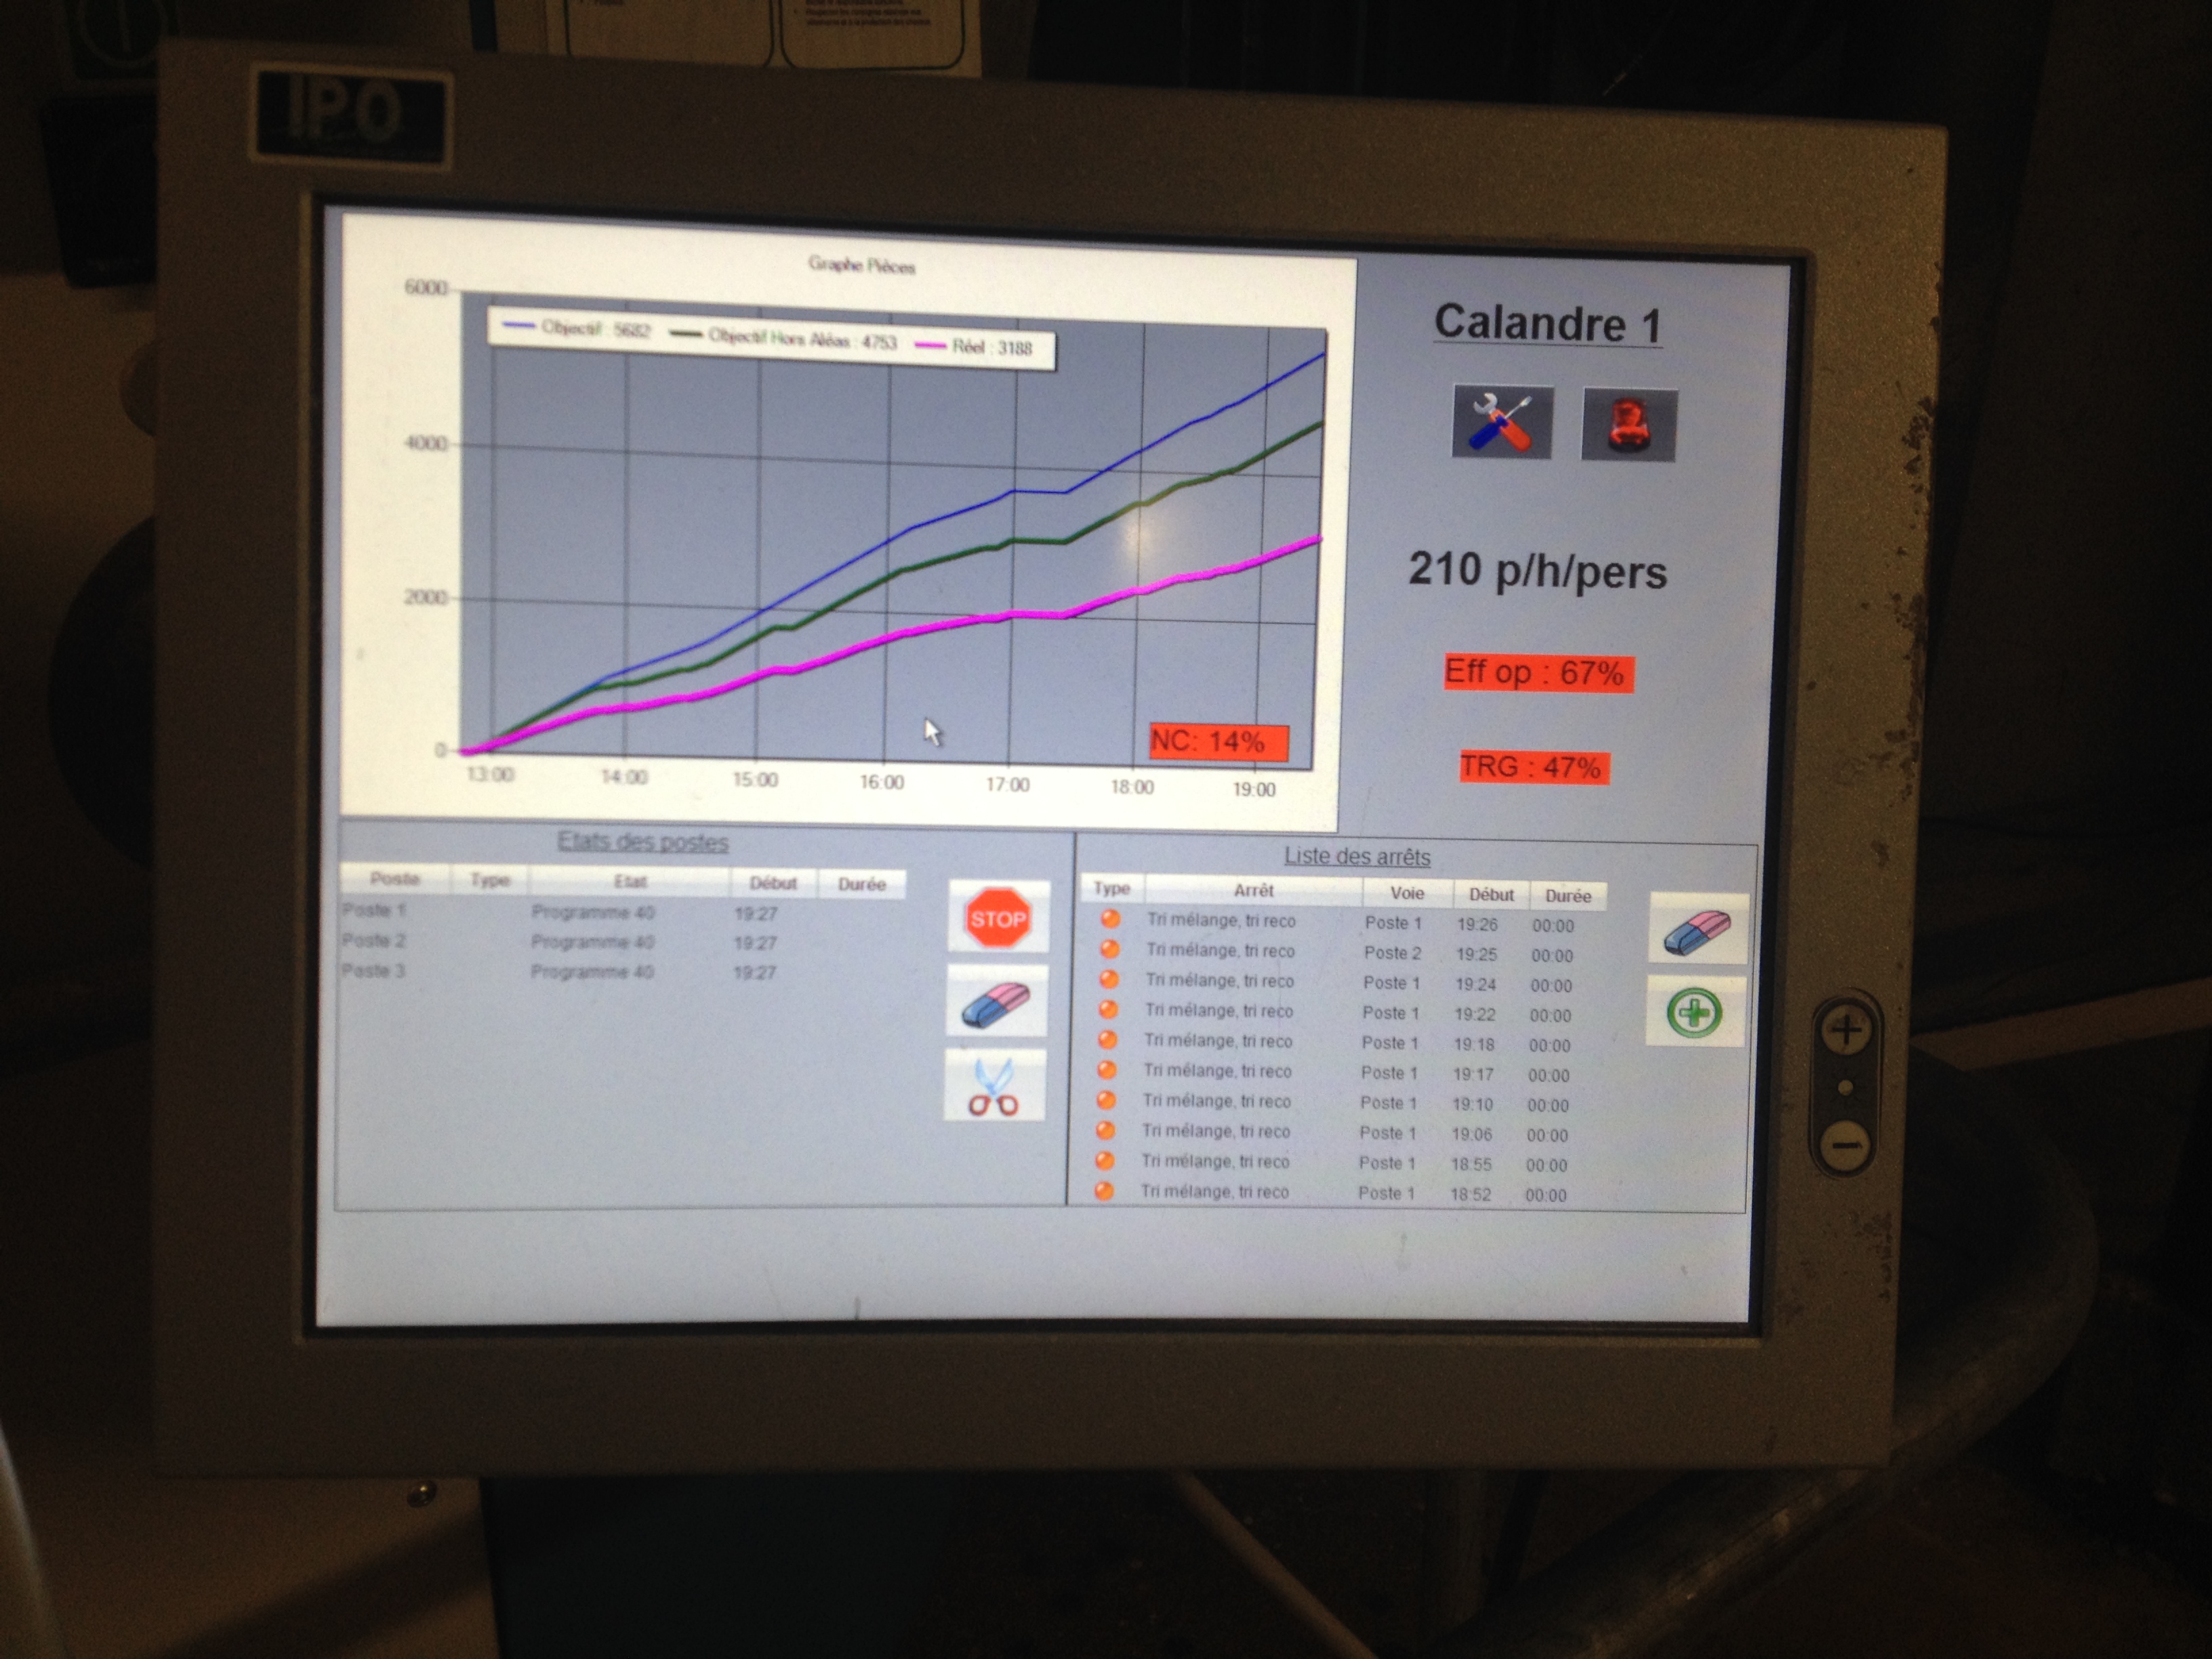 IPO
Graphe Pièces
Objectif : 5682 Objectif Hors Aléas : 4753 Réel : 3188
6000
4000
2000
0
13:00 14:00 15:00 16:00 17:00 18:00 19:00
NC: 14%
Calandre 1
210 p/h/pers
Eff op : 67%
TRG : 47%
Etats des postes
Poste Type Etat Début Durée
Poste 1 Programme 40 19:27
Poste 2 Programme 40 19:27
Poste 3 Programme 40 19:27
STOP
Liste des arrêts
Type Arrêt Voie Début Durée
Tri mélange, tri reco Poste 1 19:26 00:00
Tri mélange, tri reco Poste 2 19:25 00:00
Tri mélange, tri reco Poste 1 19:24 00:00
Tri mélange, tri reco Poste 1 19:22 00:00
Tri mélange, tri reco Poste 1 19:18 00:00
Tri mélange, tri reco Poste 1 19:17 00:00
Tri mélange, tri reco Poste 1 19:10 00:00
Tri mélange, tri reco Poste 1 19:06 00:00
Tri mélange, tri reco Poste 1 18:55 00:00
Tri mélange, tri reco Poste 1 18:52 00:00